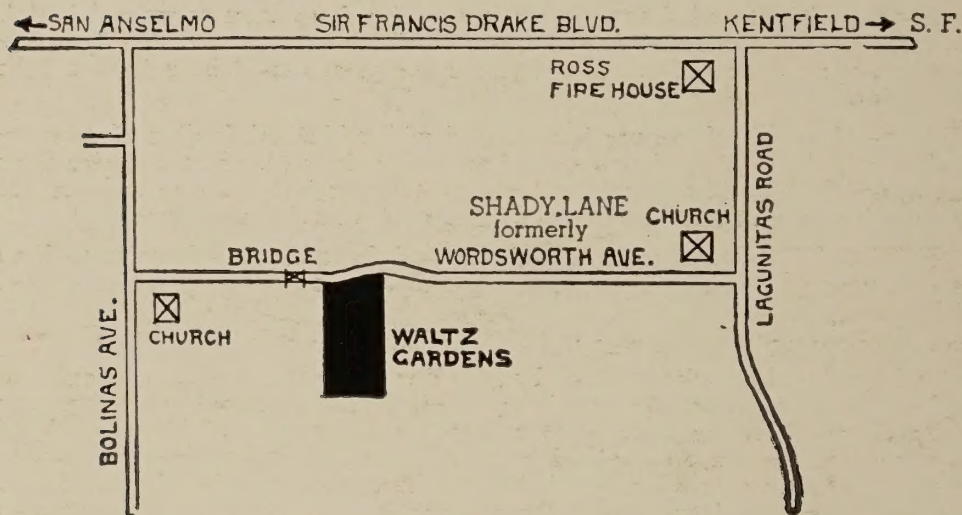 ←SAN ANSELMO SIR FRANCIS DRAKE BLVD. KENTFIELD→ S. F.
ROSS
FIRE HOUSE
LAGUNITAS ROAD
SHADY LANE
formerly
WORDSWORTH AVE.
CHURCH
BRIDGE
BOLINAS AVE.
CHURCH
WALTZ
GARDENS